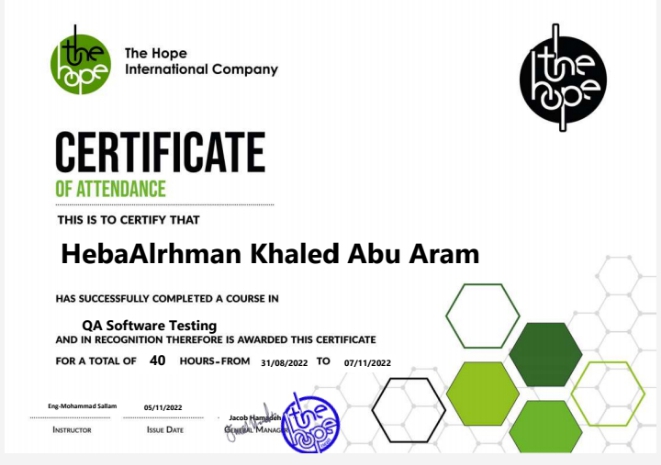 the hope
The Hope
International Company
the hope
CERTIFICATE
OF ATTENDANCE
THIS IS TO CERTIFY THAT
HebaAlrhman Khaled Abu Aram
HAS SUCCESSFULLY COMPLETED A COURSE IN
QA Software Testing
AND IN RECOGNITION THEREFORE IS AWARDED THIS CERTIFICATE
FOR A TOTAL OF 40 HOURS-FROM 31/08/2022 TO 07/11/2022
Eng-Mohammad Sallam 05/11/2022 Jacob
INSTRUCTOR ISSUE DATE GENERAL MANAGER
the hope